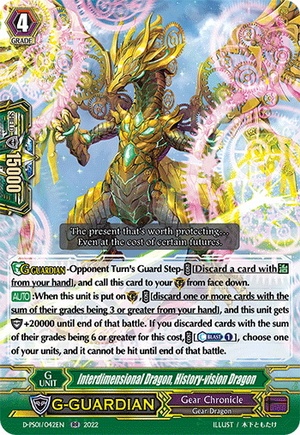 4
GRADE
15000
SHIELD
The present that's worth protecting...
Even at the cost of certain futures.
G GUARDIAN -Opponent Turn's Guard Step- [Discard a card with
from your hand], and call this card to your face down.
AUTO :When this unit is put on , [discard one or more cards with the
sum of their grades being 3 or greater from your hand], and this unit gets
+20000 until end of that battle. If you discarded cards with the sum of
their grades being 6 or greater for this cost, [G BLAST (1)], choose one
of your units, and it cannot be hit until end of that battle.
G
UNIT
Interdimensional Dragon, History-vision Dragon
G-GUARDIAN
Gear Chronicle
Gear Dragon
D-PS01/042EN RR 2022
ILLUST / 木下ともたけ